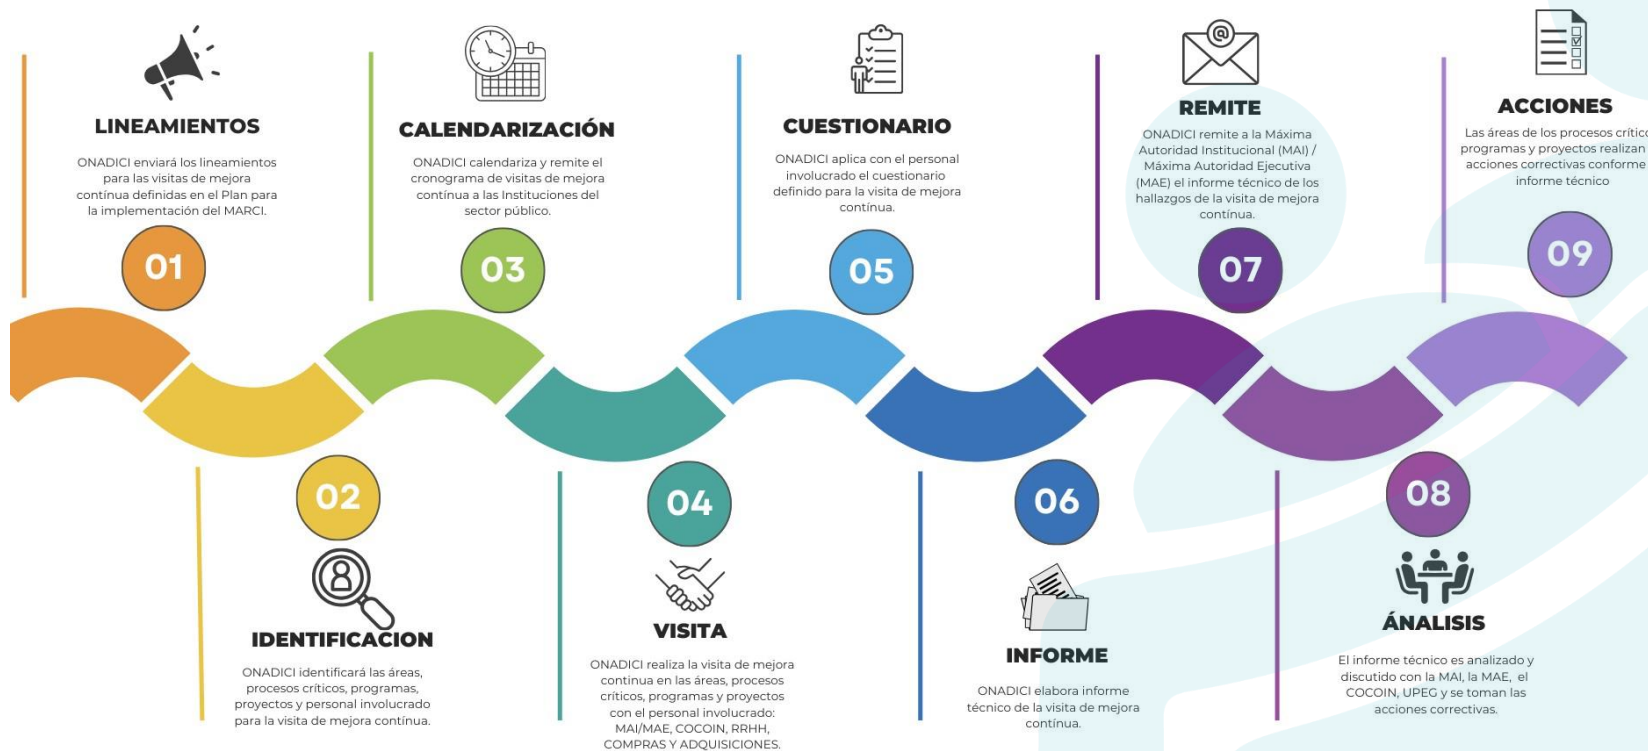 LINEAMIENTOS
ONADICI enviará los lineamientos
para las visitas de mejora
contínua definidas en el Plan para
la implementación del MARCI.
01
02
IDENTIFICACION
ONADICI identificará las áreas,
procesos críticos, programas,
proyectos y personal involucrado
para la visita de mejora contínua.
CALENDARIZACIÓN
ONADICI calendariza y remite el
cronograma de visitas de mejora
contínua a las Instituciones del
sector público.
03
04
VISITA
ONADICI realiza la visita de mejora
continua en las áreas, procesos
críticos, programas y proyectos
con el personal involucrado:
MAI/MAE, COCOIN, RRHH,
COMPRAS Y ADQUISICIONES.
CUESTIONARIO
ONADICI aplica con el personal
involucrado el cuestionario
definido para la visita de mejora
contínua.
05
06
INFORME
ONADICI elabora informe
técnico de la visita de mejora
contínua.
@
REMITE
ONADICI remite a la Máxima
Autoridad Institucional (MAI) /
Máxima Autoridad Ejecutiva
(MAE) el informe técnico de los
hallazgos de la visita de mejora
contínua.
07
08
ÁNALISIS
El informe técnico es analizado y
discutido con la MAI, la MAE, el
COCOIN, UPEG y se toman las
acciones correctivas.
ACCIONES
Las áreas de los procesos crític
programas y proyectos realizan
acciones correctivas conforme
informe técnico
09